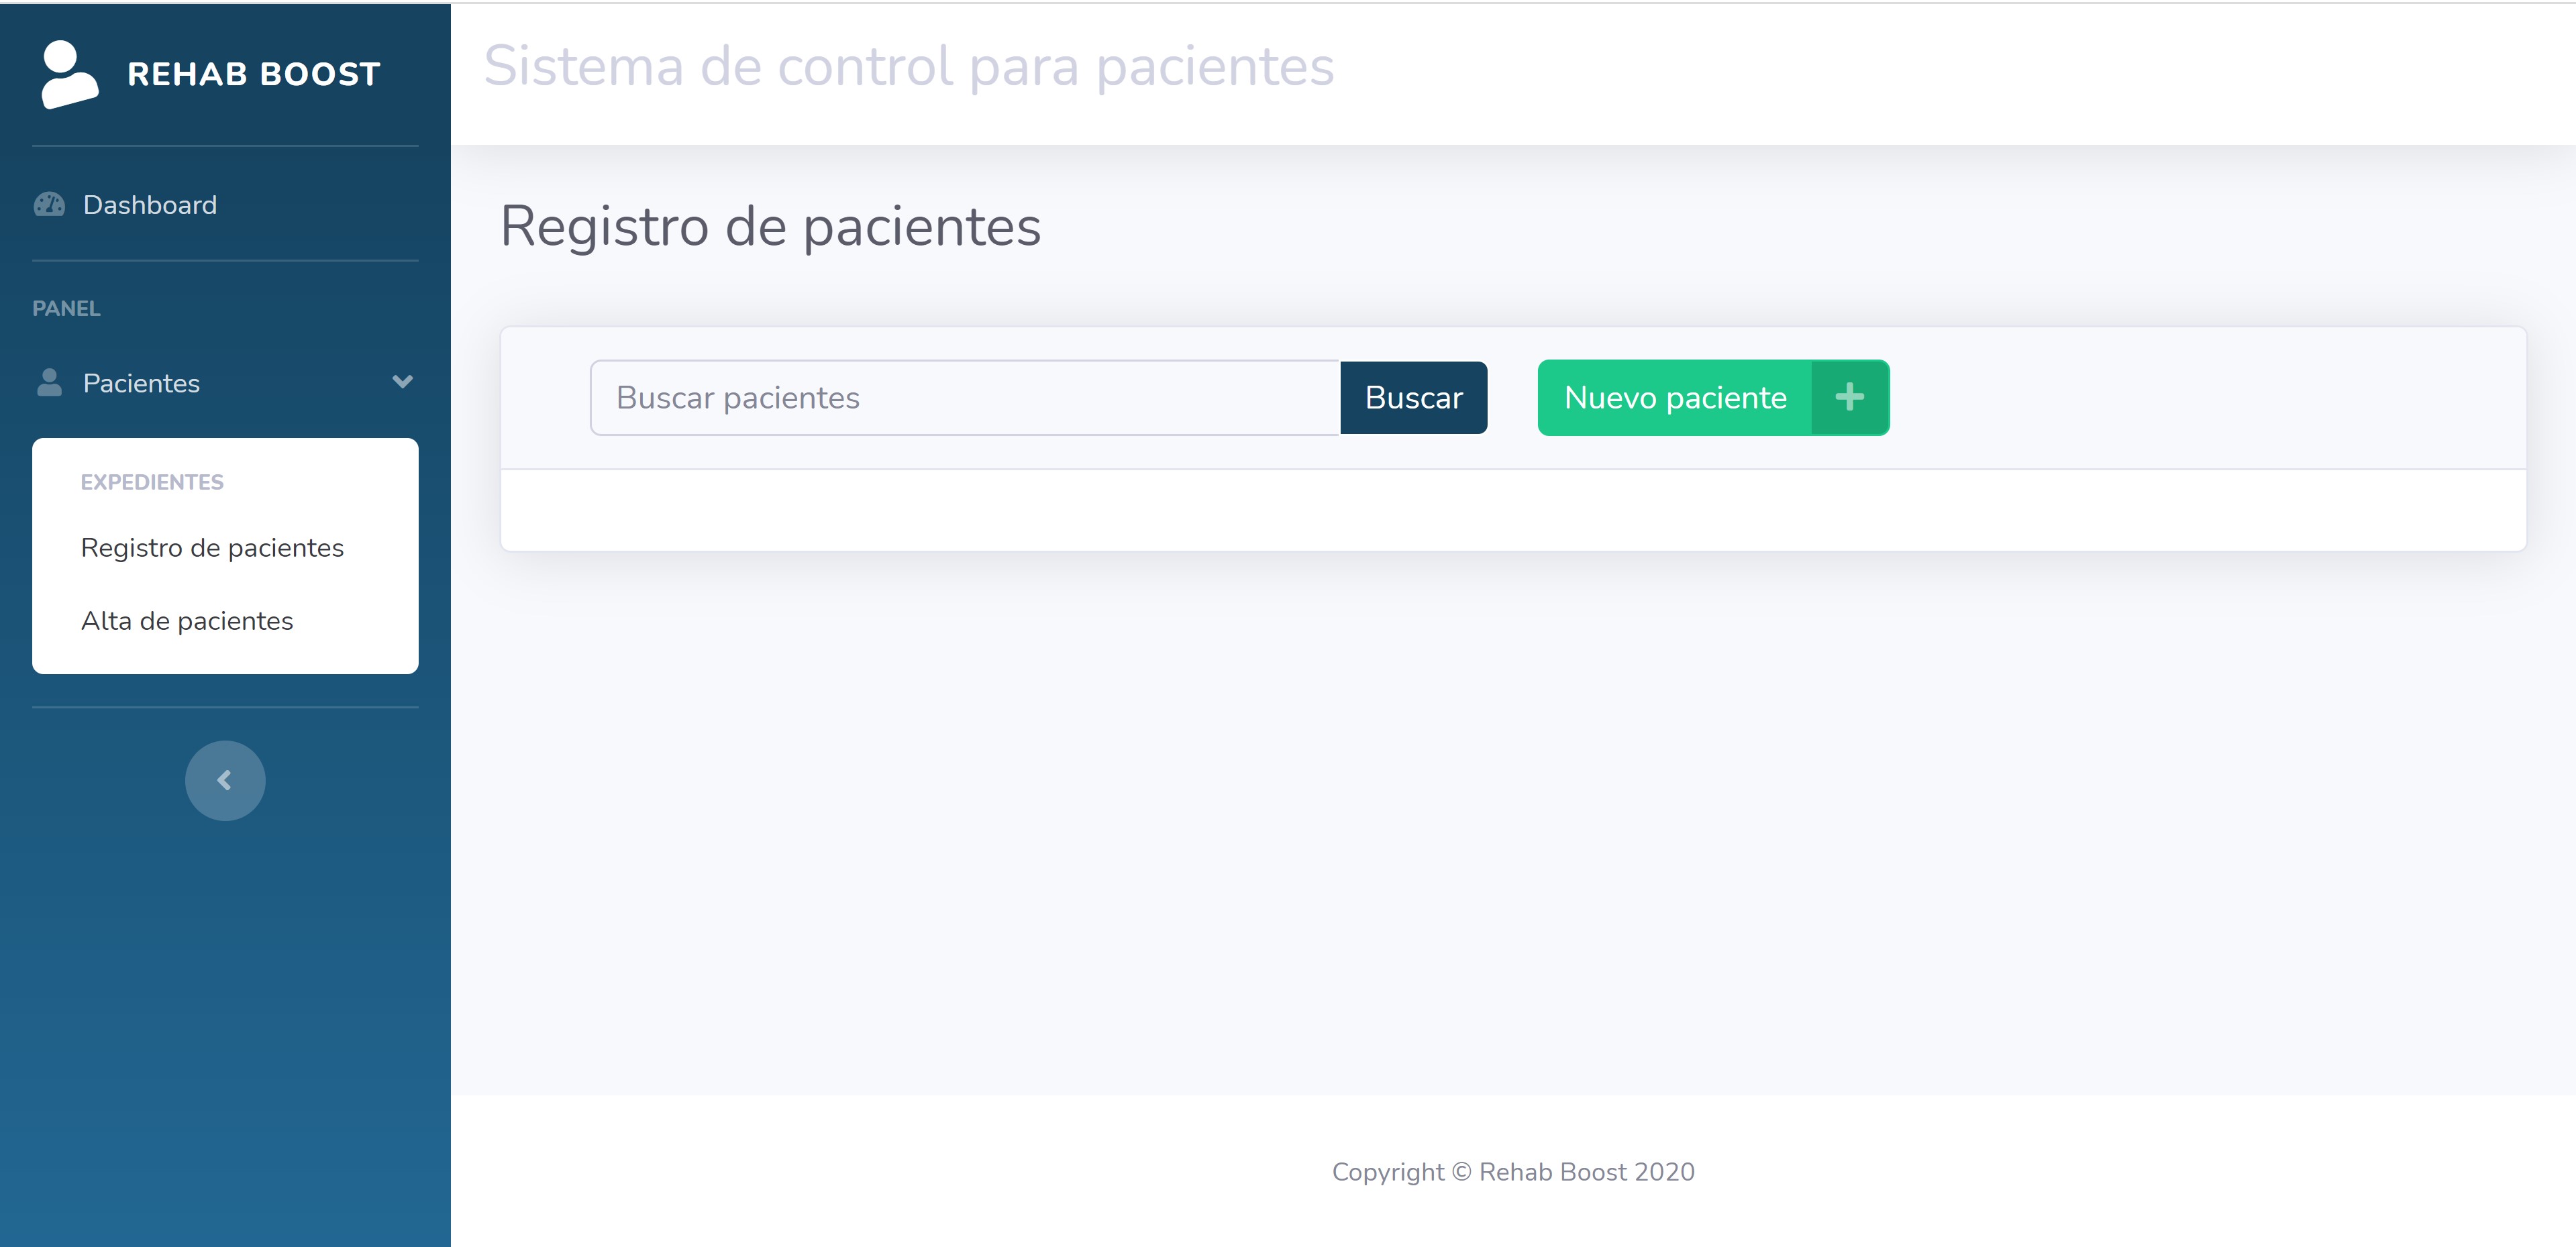 REHAB BOOST
Dashboard
PANEL
Pacientes
EXPEDIENTES
Registro de pacientes
Alta de pacientes
Sistema de control para pacientes
Registro de pacientes
Buscar pacientes
Buscar
Nuevo paciente
Copyright © Rehab Boost 2020